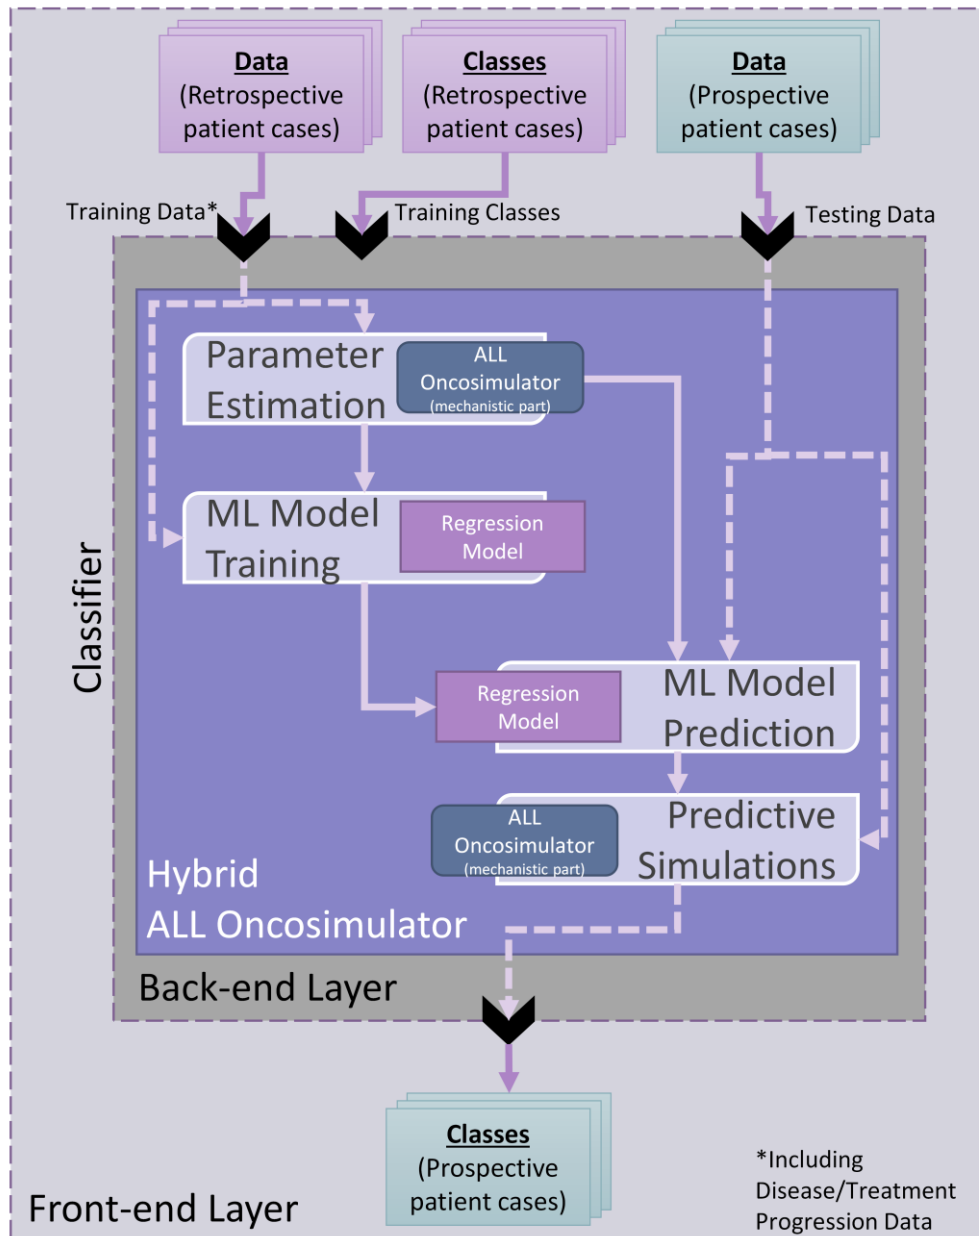 Data
(Retrospective
patient cases)
Classes
(Retrospective
patient cases)
Data
(Prospective
patient cases)
Training Data*
Training Classes
Testing Data
Parameter
Estimation
ALL
Oncosimulator
(mechanistic part)
ML Model
Training
Regression
Model
Classifier
Regression
Model
ML Model
Prediction
ALL
Oncosimulator
(mechanistic part)
Predictive
Simulations
Hybrid
ALL Oncosimulator
Back-end Layer
Classes
(Prospective
patient cases)
*Including
Disease/Treatment
Progression Data
Front-end Layer